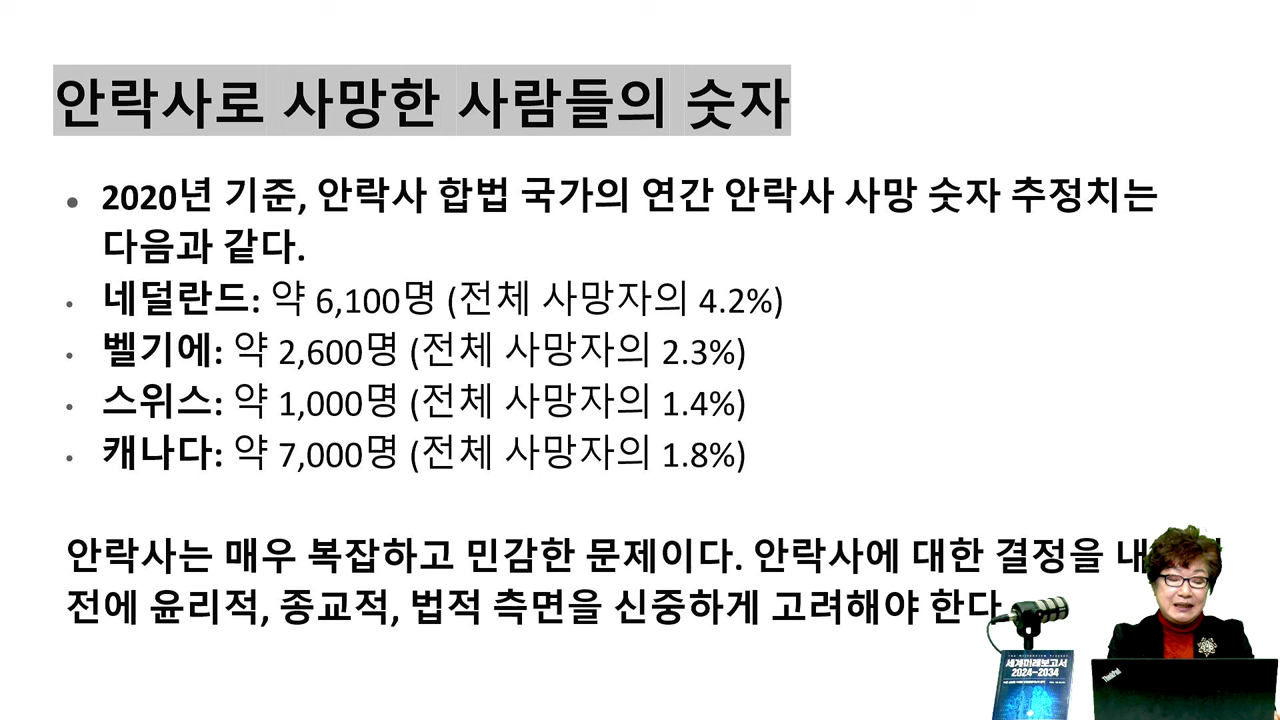 안락사로 사망한 사람들의 숫자
• 2020년 기준, 안락사 합법 국가의 연간 안락사 사망 숫자 추정치는
다음과 같다.
• 네덜란드: 약 6,100명 (전체 사망자의 4.2%)
• 벨기에: 약 2,600명 (전체 사망자의 2.3%)
• 스위스: 약 1,000명 (전체 사망자의 1.4%)
• 캐나다: 약 7,000명 (전체 사망자의 1.8%)
안락사는 매우 복잡하고 민감한 문제이다. 안락사에 대한 결정을
전에 윤리적, 종교적, 법적 측면을 신중하게 고려해야 한다
세계미래보고서
2024-2034
ThinkPad